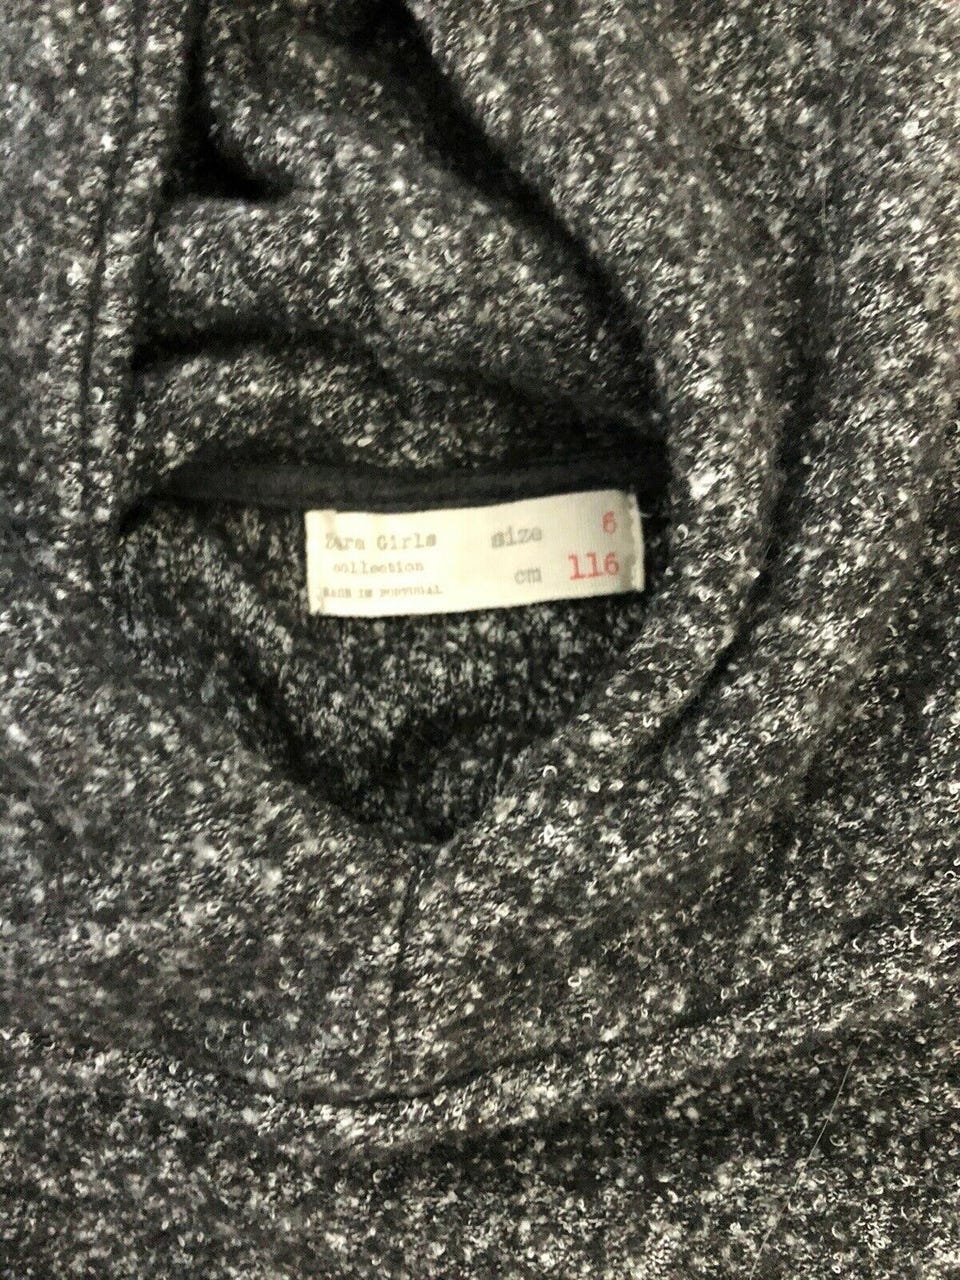 Zara Girls
collection
MADE IN PORTUGAL
size 6
cm 116